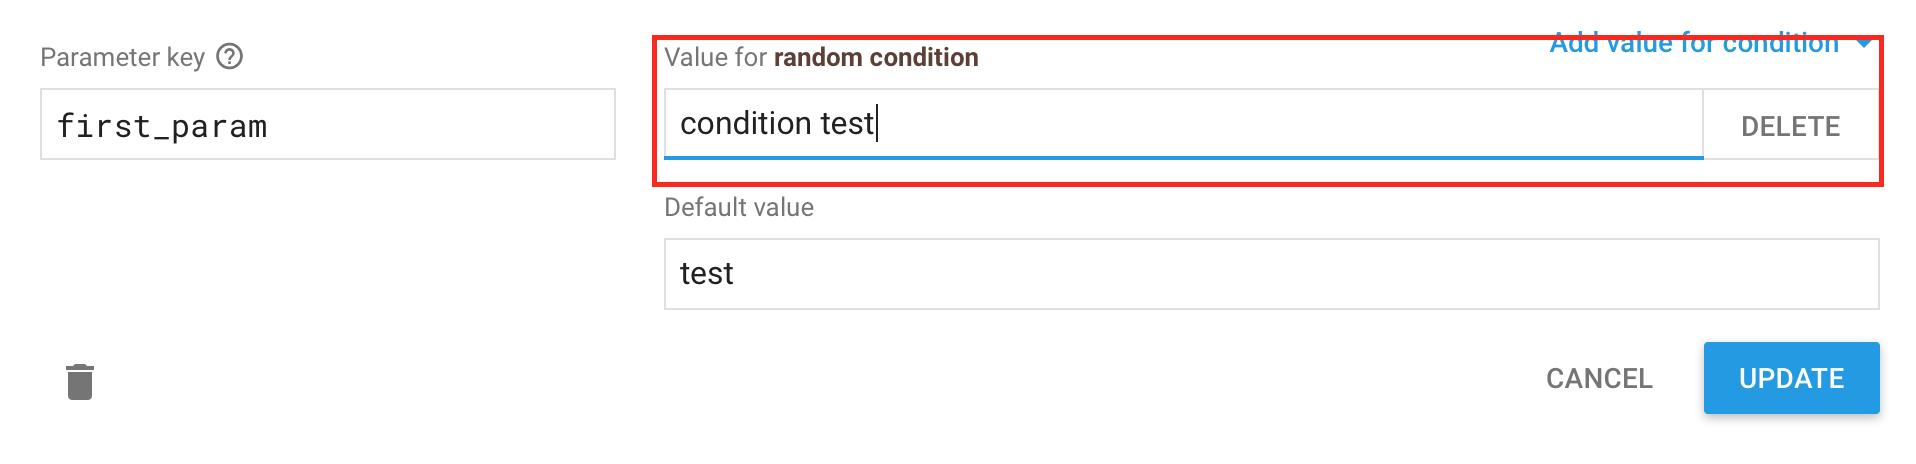 Parameter key ?
Add value for condition
Value for random condition
first_param
condition test
DELETE
Default value
test
CANCEL
UPDATE